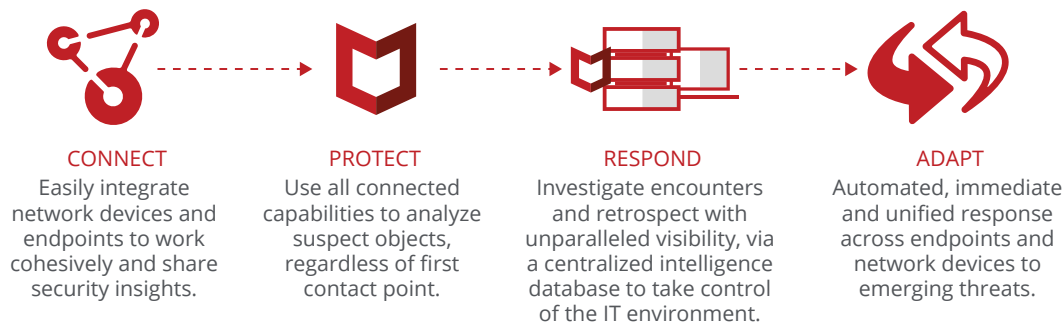 CONNECT
Easily integrate
network devices and
endpoints to work
cohesively and share
security insights.
PROTECT
Use all connected
capabilities to analyze
suspect objects,
regardless of first
contact point.
RESPOND
Investigate encounters
and retrospect with
unparalleled visibility, via
a centralized intelligence
database to take control
of the IT environment.
ADAPT
Automated, immediate
and unified response
across endpoints and
network devices to
emerging threats.